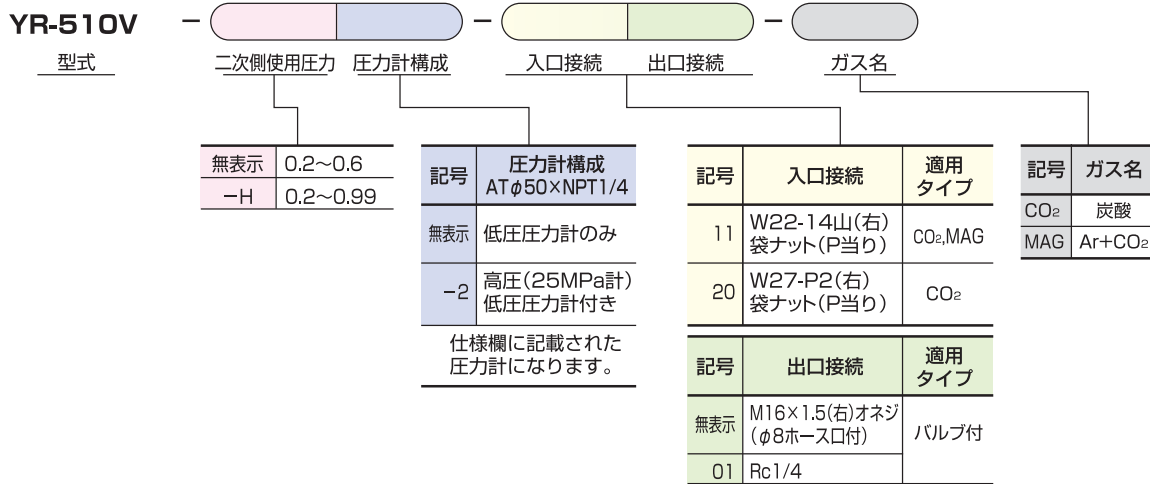 YR-510V - - -
型式 二次側使用圧力 圧力計構成 入口接続 出口接続 ガス名
無表示 0.2〜0.6
−H 0.2〜0.99
記号 圧力計構成
ATφ50×NPT1/4
無表示 低圧圧力計のみ
−2 高圧(25MPa計)
低圧圧力計付き
仕様欄に記載された
圧力計になります。
記号 入口接続 適用
タイプ
11 W22-14山(右)
袋ナット(P当り) CO₂,MAG
20 W27-P2(右)
袋ナット(P当り) CO₂
記号 出口接続 適用
タイプ
無表示 M16×1.5(右)オネジ
(φ8ホース口付) バルブ付
01 Rc1/4
記号 ガス名
CO₂ 炭酸
MAG Ar+CO₂